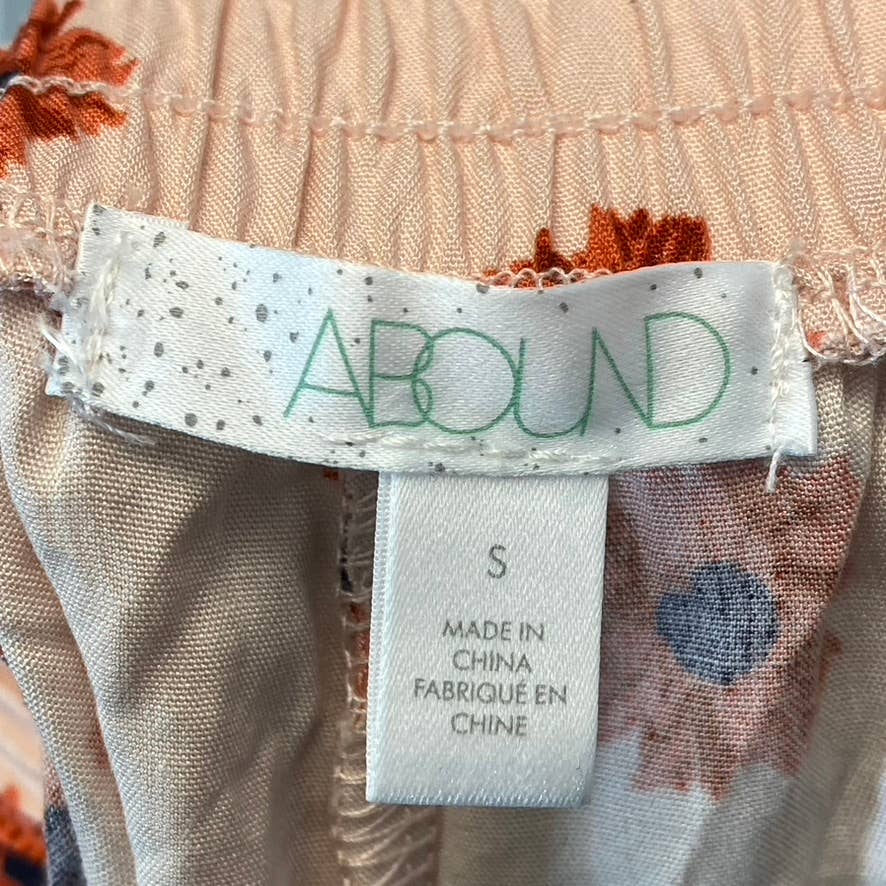 ABOUND
S
MADE IN
CHINA
FABRIQUÉ EN
CHINE